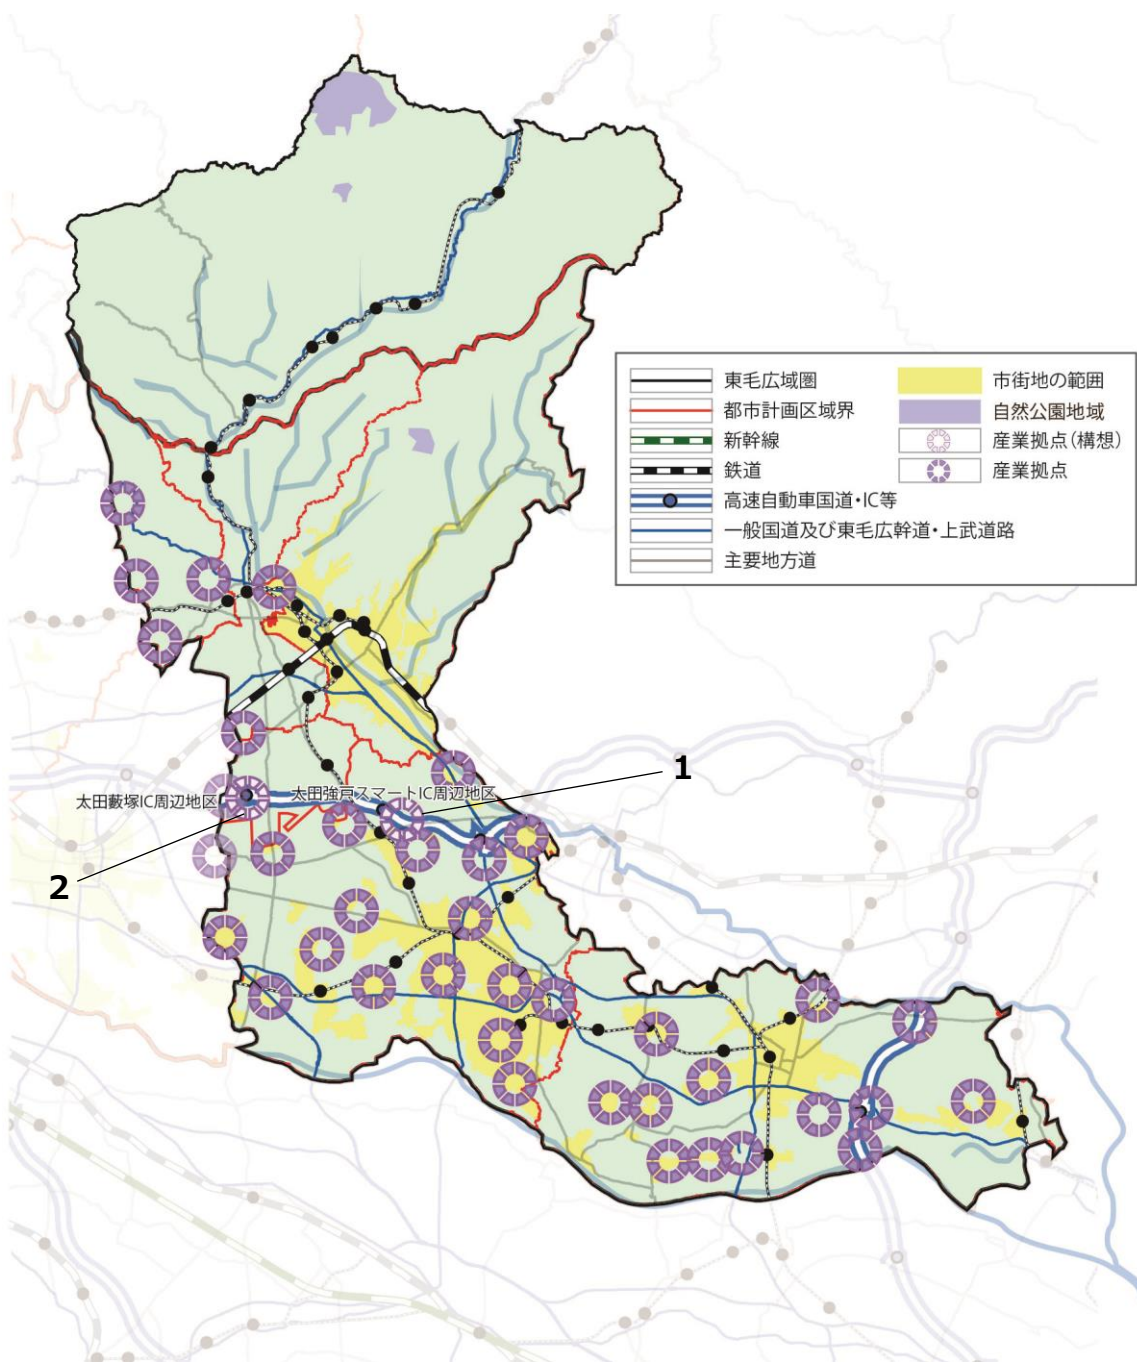 東毛広域圏
都市計画区域界
新幹線
鉄道
高速自動車国道・IC等
一般国道及び東毛広幹道・上武道路
主要地方道
市街地の範囲
自然公園地域
産業拠点(構想)
産業拠点
1
太田強戸スマートIC周辺地区
太田藪塚IC周辺地区
2